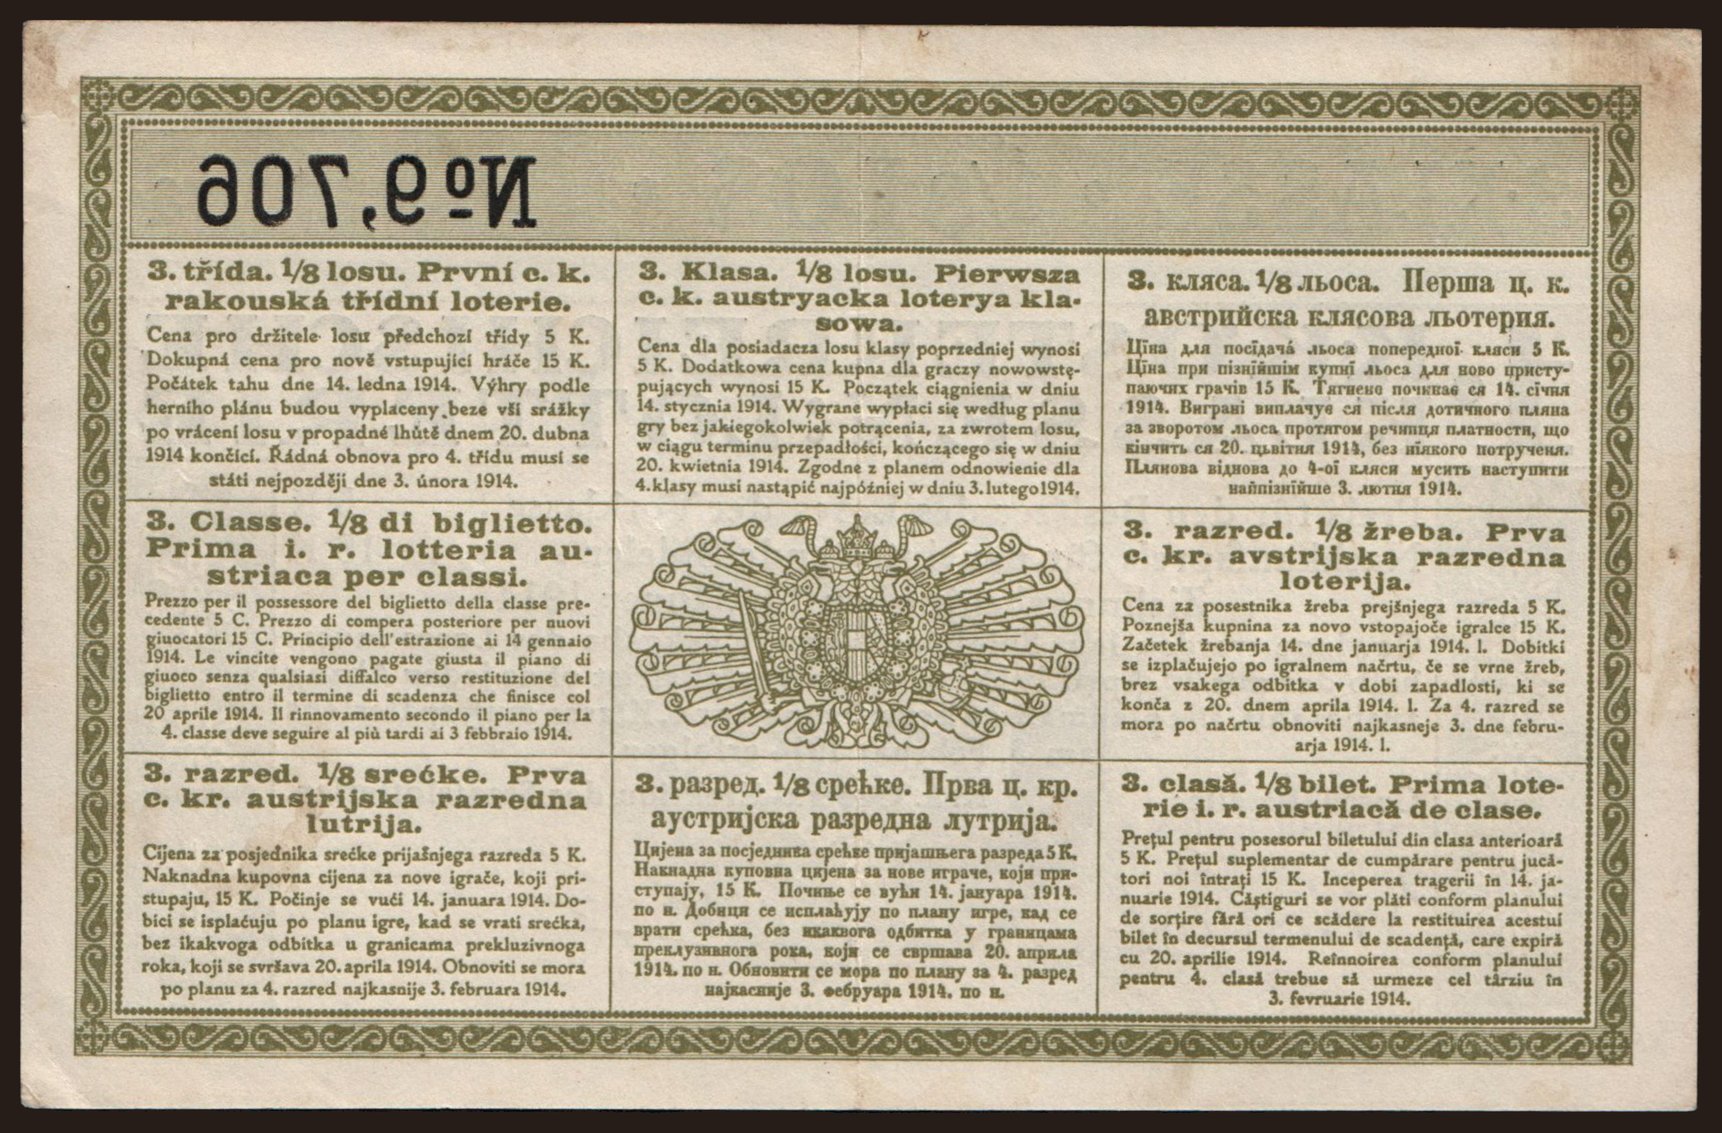 № 9,706
3. třída. 1/8 losu. První c. k.
rakouská třídní loterie.
Cena pro držitele losu předchozí třídy 5 K.
Dokupná cena pro nově vstupující hráče 15 K.
Počátek tahu dne 14. ledna 1914. Výhry podle
herního plánu budou vyplaceny beze vší srážky
po vrácení losu v propadné lhůtě dnem 20. dubna
1914 končící. Řádná obnova pro 4. třídu musí se
státi nejpozději dne 3. února 1914.
3. Klasa. 1/8 losu. Pierwsza
c. k. austryacka loterya kla-
sowa.
Cena dla posiadacza losu klasy poprzedniej wynosi
5 K. Dodatkowa cena kupna dla graczy nowowstę-
pujących wynosi 15 K. Początek ciągnienia w dniu
14. stycznia 1914. Wygrane wypłaci się według planu
gry bez jakiegokolwiek potrącenia, za zwrotem losu,
w ciągu terminu przepadłości, kończącego się w dniu
20. kwietnia 1914. Zgodne z planem odnowienie dla
4. klasy musi nastąpić najpóźniej w dniu 3. lutego 1914.
3. кляса. 1/8 льоса. Перша ц. к.
австрийска клясова льотерия.
Ціна для посїдача льоса попередної кляси 5 К.
Ціна при пізнїйшім купнї льоса для ново присту-
паючих грачів 15 К. Тягнене починає ся 14. сїчня
1914. Виграні виплачує ся після дотичного пляна
за зворотом льоса протягом речинця платности, що
кінчить ся 20. цьвітня 1914, без нїякого потрученя.
Плянова віднова до 4-ої кляси мусить наступити
найпізнїйше 3. лютня 1914.
3. Classe. 1/8 di biglietto.
Prima i. r. lotteria au-
striaca per classi.
Prezzo per il possessore del biglietto della classe pre-
cedente 5 C. Prezzo di compera posteriore per nuovi
giuocatori 15 C. Principio dell'estrazione ai 14 gennaio
1914. Le vincite vengono pagate giusta il piano di
giuoco senza qualsiasi diffalco verso restituzione del
biglietto entro il termine di scadenza che finisce col
20 aprile 1914. Il rinnovamento secondo il piano per la
4. classe deve seguire al più tardi ai 3 febbraio 1914.
3. razred. 1/8 žreba. Prva
c. kr. avstrijska razredna
loterija.
Cena za posestnika žreba prejšnjega razreda 5 K.
Poznejša kupnina za novo vstopajoče igralce 15 K.
Začetek žrebanja 14. dne januarja 1914. l. Dobitki
se izplačujejo po igralnem načrtu, če se vrne žreb,
brez vsakega odbitka v dobi zapadlosti, ki se
konča z 20. dnem aprila 1914. l. Za 4. razred se
mora po načrtu obnoviti najkasneje 3. dne febru-
arja 1914. l.
3. razred. 1/8 srećke. Prva
c. kr. austrijska razredna
lutrija.
Cijena za posjednika srećke prijašnjega razreda 5 K.
Naknadna kupovna cijena za nove igrače, koji pri-
stupaju, 15 K. Počinje se vući 14. januara 1914. Do-
bici se isplaćuju po planu igre, kad se vrati srećka,
bez ikakvoga odbitka u granicama prekluzivnoga
roka, koji se svršava 20. aprila 1914. Obnoviti se mora
po planu za 4. razred najkasnije 3. februara 1914.
3. разред. 1/8 срећке. Прва ц. кр.
аустријска разредна лутрија.
Цијена за посједника срећке пријашњега разреда 5 К.
Накнадна куповна цијена за нове играче, који при-
ступају, 15 К. Почиње се вући 14. јануара 1914.
по н. Добици се исплаћују по плану игре, кад се
врати срећка, без икаквога одбитка у границама
преклузивнога рока, који се свршава 20. априла
1914. по н. Обновити се мора по плану за 4. разред
најкасније 3. фебруара 1914. по н.
3. clasă. 1/8 bilet. Prima lote-
rie i. r. austriacă de clase.
Prețul pentru posesorul biletului din clasa anterioară
5 K. Prețul suplementar de cumpărare pentru jucă-
tori noi întrați 15 K. Inceperea tragerii în 14. ja-
nuarie 1914. Câștiguri se vor plăti conform planului
de sorțire fără ori ce scădere la restituirea acestui
bilet în decursul termenului de scadență, care expiră
cu 20. aprilie 1914. Reînnoirea conform planului
pentru 4. clasă trebue să urmeze cel târziu în
3. fevruarie 1914.